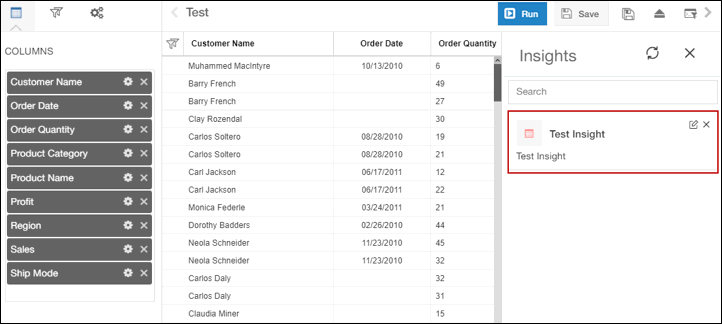 Test
Run
Save
COLUMNS
Customer Name
Order Date
Order Quantity
Product Category
Product Name
Profit
Region
Sales
Ship Mode
Customer Name Order Date Order Quantity
Muhammed MacIntyre 10/13/2010 6
Barry French 49
Barry French 27
Clay Rozendal 30
Carlos Soltero 08/28/2010 19
Carlos Soltero 08/28/2010 21
Carl Jackson 06/17/2011 12
Carl Jackson 06/17/2011 22
Monica Federle 03/24/2011 21
Dorothy Badders 02/26/2010 44
Neola Schneider 11/23/2010 45
Neola Schneider 11/23/2010 32
Carlos Daly 32
Carlos Daly 31
Claudia Miner 15
Insights
Search
Test Insight
Test Insight